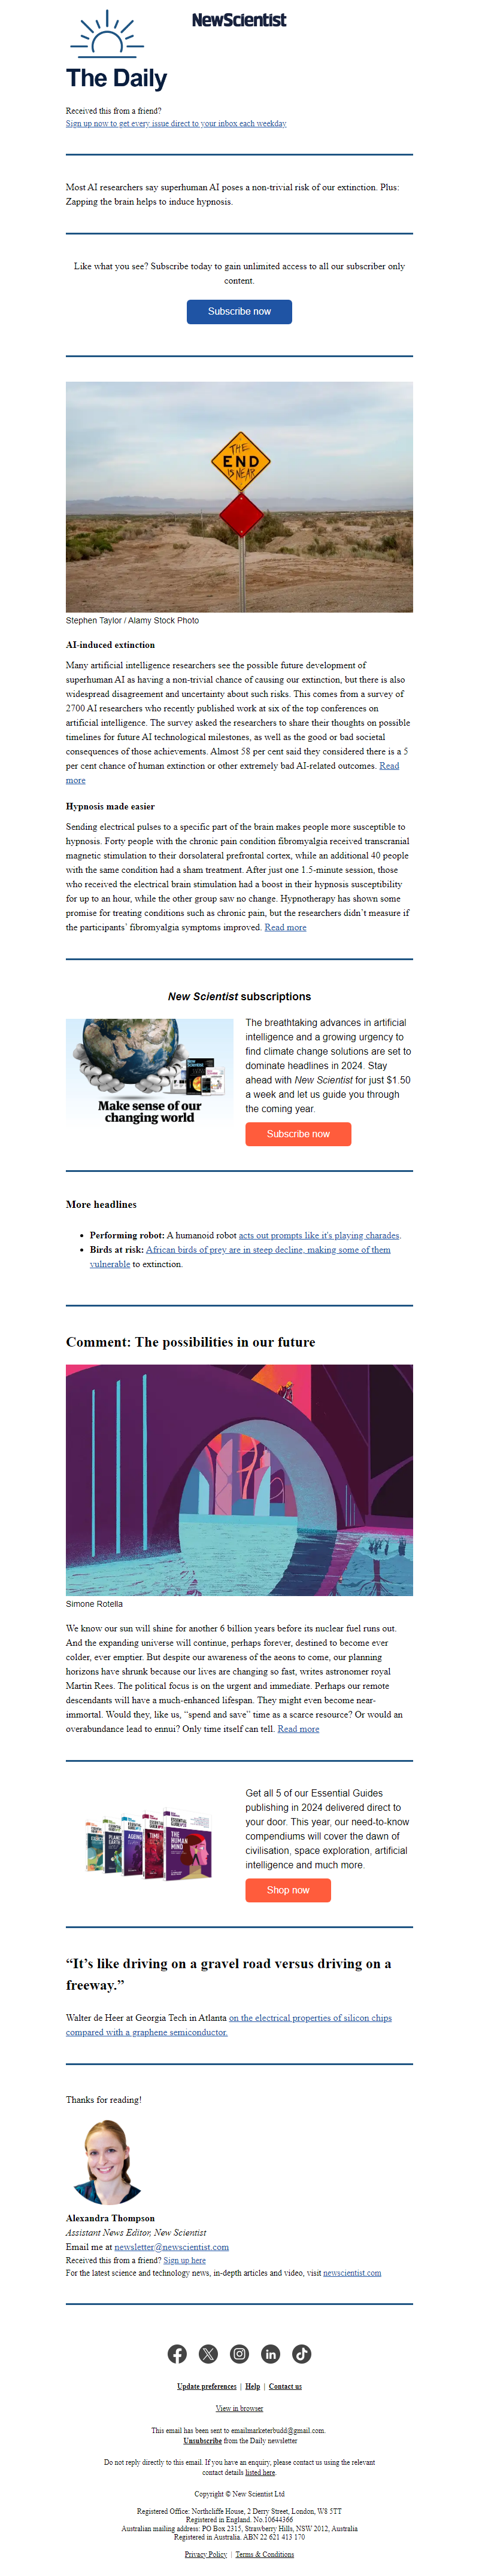 NewScientist
The Daily
Received this from a friend?
Sign up now to get every issue direct to your inbox each weekday
Most AI researchers say superhuman AI poses a non-trivial risk of our extinction. Plus:
Zapping the brain helps to induce hypnosis.
Like what you see? Subscribe today to gain unlimited access to all our subscriber only
content.
Subscribe now
THE
END
IS NEAR
Stephen Taylor / Alamy Stock Photo
AI-induced extinction
Many artificial intelligence researchers see the possible future development of
superhuman AI as having a non-trivial chance of causing our extinction, but there is also
widespread disagreement and uncertainty about such risks. This comes from a survey of
2700 AI researchers who recently published work at six of the top conferences on
artificial intelligence. The survey asked the researchers to share their thoughts on possible
timelines for future AI technological milestones, as well as the good or bad societal
consequences of those achievements. Almost 58 per cent said they considered there is a 5
per cent chance of human extinction or other extremely bad AI-related outcomes. Read
more
Hypnosis made easier
Sending electrical pulses to a specific part of the brain makes people more susceptible to
hypnosis. Forty people with the chronic pain condition fibromyalgia received transcranial
magnetic stimulation to their dorsolateral prefrontal cortex, while an additional 40 people
with the same condition had a sham treatment. After just one 1.5-minute session, those
who received the electrical brain stimulation had a boost in their hypnosis susceptibility
for up to an hour, while the other group saw no change. Hypnotherapy has shown some
promise for treating conditions such as chronic pain, but the researchers didn't measure if
the participants' fibromyalgia symptoms improved. Read more
New Scientist subscriptions
Make sense of our
changing world
The breathtaking advances in artificial
intelligence and a growing urgency to
find climate change solutions are set to
dominate headlines in 2024. Stay
ahead with New Scientist for just $1.50
a week and let us guide you through
the coming year.
Subscribe now
More headlines
• Performing robot: A humanoid robot acts out prompts like it's playing charades.
• Birds at risk: African birds of prey are in steep decline, making some of them
vulnerable to extinction.
Comment: The possibilities in our future
Simone Rotella
We know our sun will shine for another 6 billion years before its nuclear fuel runs out.
And the expanding universe will continue, perhaps forever, destined to become ever
colder, ever emptier. But despite our awareness of the aeons to come, our planning
horizons have shrunk because our lives are changing so fast, writes astronomer royal
Martin Rees. The political focus is on the urgent and immediate. Perhaps our remote
descendants will have a much-enhanced lifespan. They might even become near-
immortal. Would they, like us, “spend and save” time as a scarce resource? Or would an
overabundance lead to ennui? Only time itself can tell. Read more
PLANET
EARTH
AGEING
THE
HUMAN
MIND
Get all 5 of our Essential Guides
publishing in 2024 delivered direct to
your door. This year, our need-to-know
compendiums will cover the dawn of
civilisation, space exploration, artificial
intelligence and much more.
Shop now
“It's like driving on a gravel road versus driving on a
freeway.”
Walter de Heer at Georgia Tech in Atlanta on the electrical properties of silicon chips
compared with a graphene semiconductor.
Thanks for reading!
Alexandra Thompson
Assistant News Editor, New Scientist
Email me at newsletter@newscientist.com
Received this from a friend? Sign up here
For the latest science and technology news, in-depth articles and video, visit newscientist.com
Update preferences | Help | Contact us
View in browser
This email has been sent to emailmarketerbudd@gmail.com.
Unsubscribe from the Daily newsletter
Do not reply directly to this email. If you have an enquiry, please contact us using the relevant
contact details listed here.
Copyright © New Scientist Ltd
Registered Office: Northcliffe House, 2 Derry Street, London, W8 5TT
Registered in England. No.10644366
Australian mailing address: PO Box 2315, Strawberry Hills, NSW 2012, Australia
Registered in Australia. ABN 22 621 413 170
Privacy Policy | Terms & Conditions